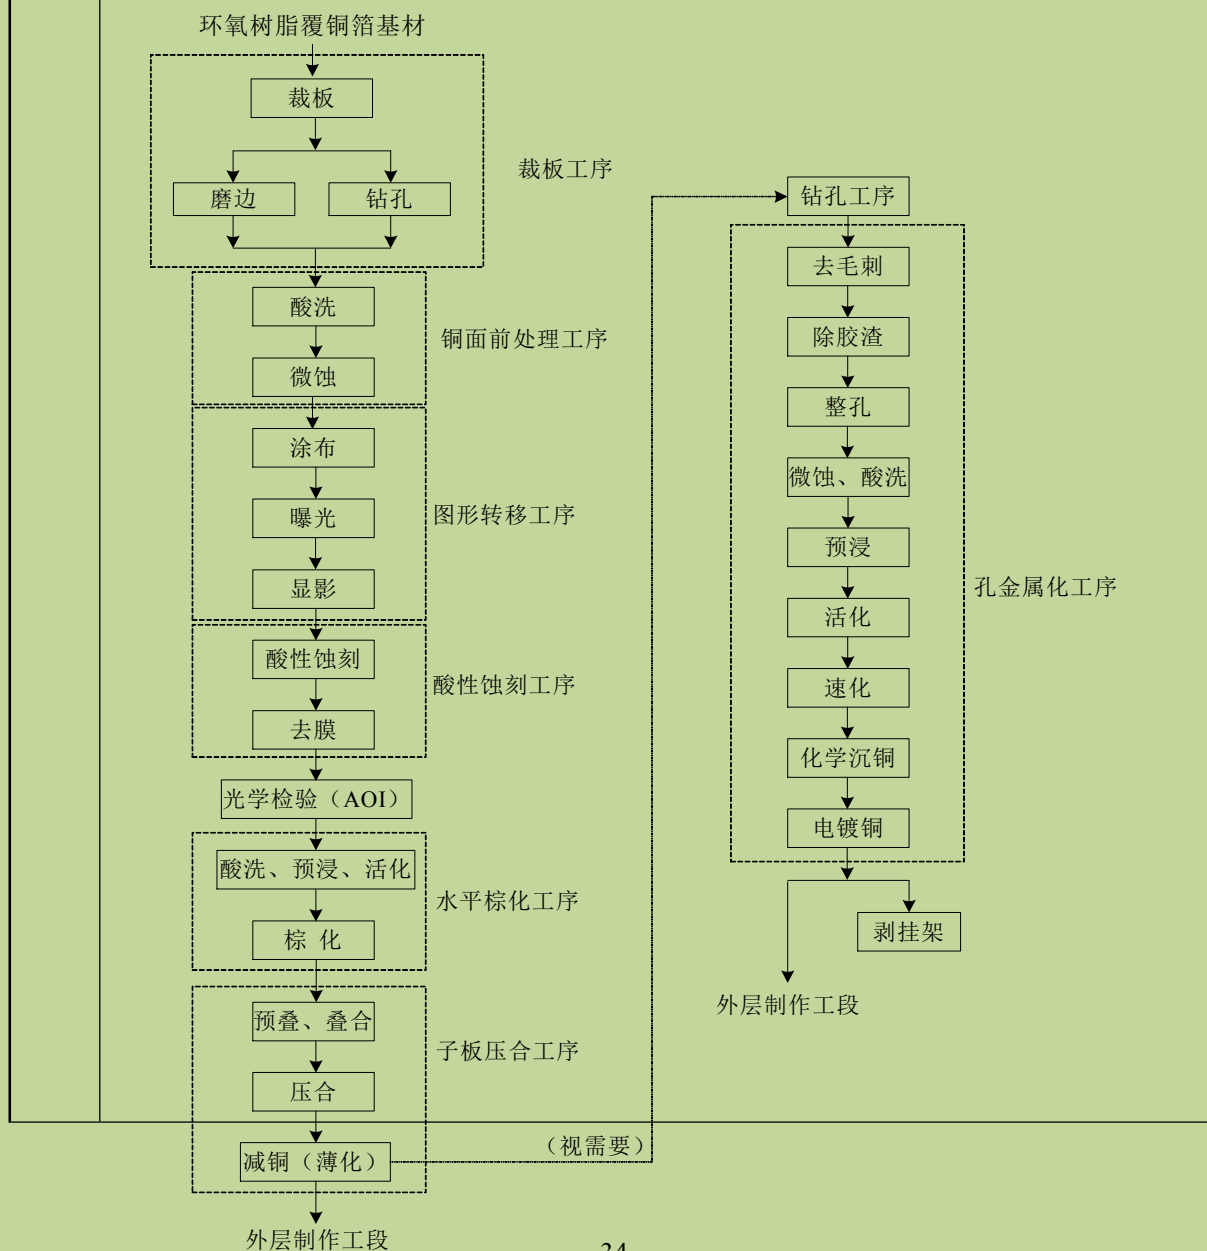 环氧树脂覆铜箔基材
裁板
磨边
钻孔
裁板工序
酸洗
微蚀
铜面前处理工序
涂布
曝光
显影
图形转移工序
酸性蚀刻
去膜
酸性蚀刻工序
光学检验（AOI）
酸洗、预浸、活化
棕 化
水平棕化工序
预叠、叠合
压合
减铜（薄化）
子板压合工序
（视需要）
外层制作工段
钻孔工序
去毛刺
除胶渣
整孔
微蚀、酸洗
预浸
活化
速化
化学沉铜
电镀铜
孔金属化工序
剥挂架
外层制作工段
34